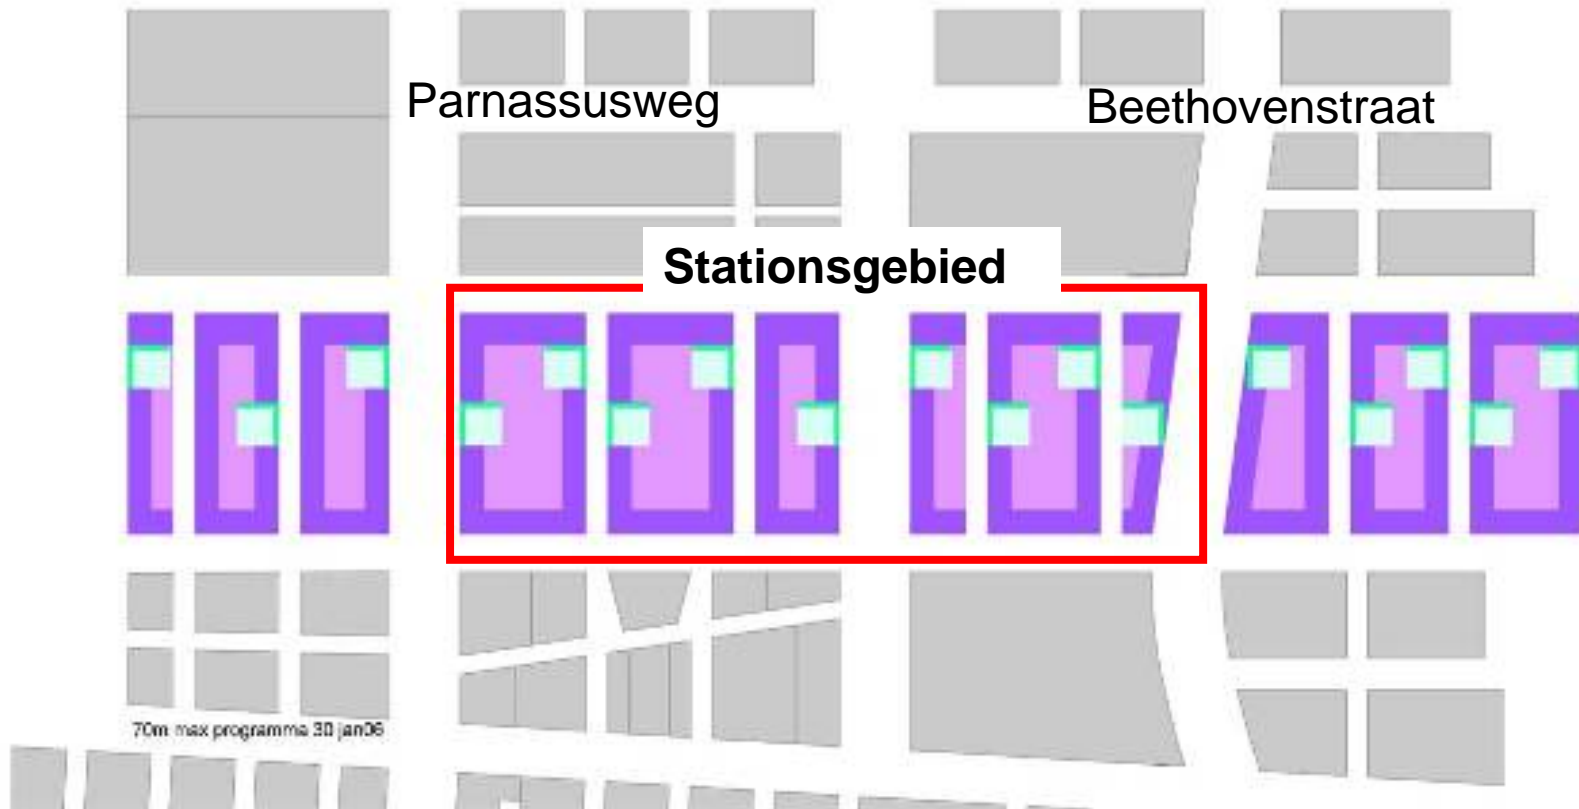 Parnassusweg
Beethovenstraat
Stationsgebied
70m max programma 30 jan06